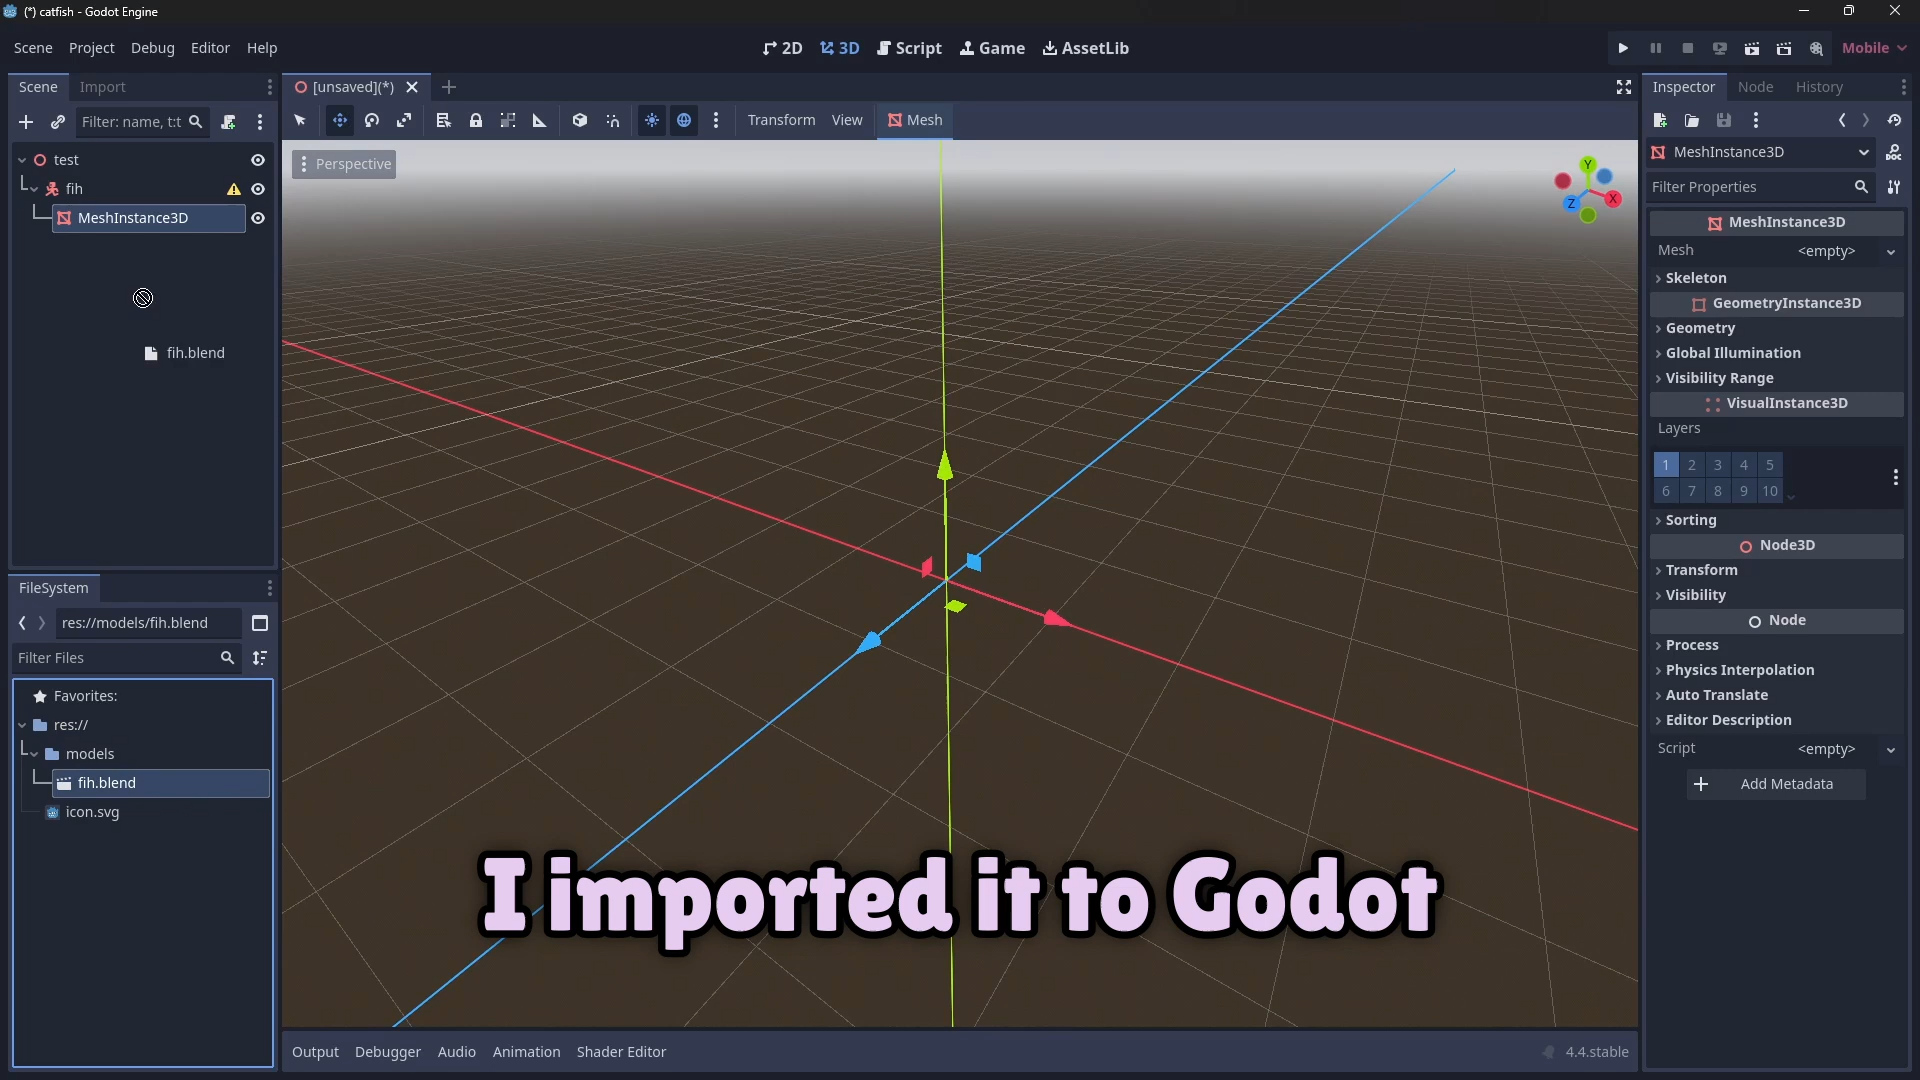 (*) catfish - Godot Engine
Scene Project Debug Editor Help
2D 3D Script Game AssetLib
Mobile
Scene Import
[unsaved](*)
Inspector Node History
Filter: name, t:t
Transform View Mesh
test
fih
MeshInstance3D
fih.blend
Perspective
Y
X
Z
MeshInstance3D
Filter Properties
MeshInstance3D
Mesh <empty>
Skeleton
GeometryInstance3D
Geometry
Global Illumination
Visibility Range
VisualInstance3D
Layers
1 2 3 4 5
6 7 8 9 10
Sorting
Node3D
Transform
Visibility
Node
Process
Physics Interpolation
Auto Translate
Editor Description
Script <empty>
Add Metadata
FileSystem
res://models/fih.blend
Filter Files
Favorites:
res://
models
fih.blend
icon.svg
I imported it to Godot
Output Debugger Audio Animation Shader Editor
4.4.stable